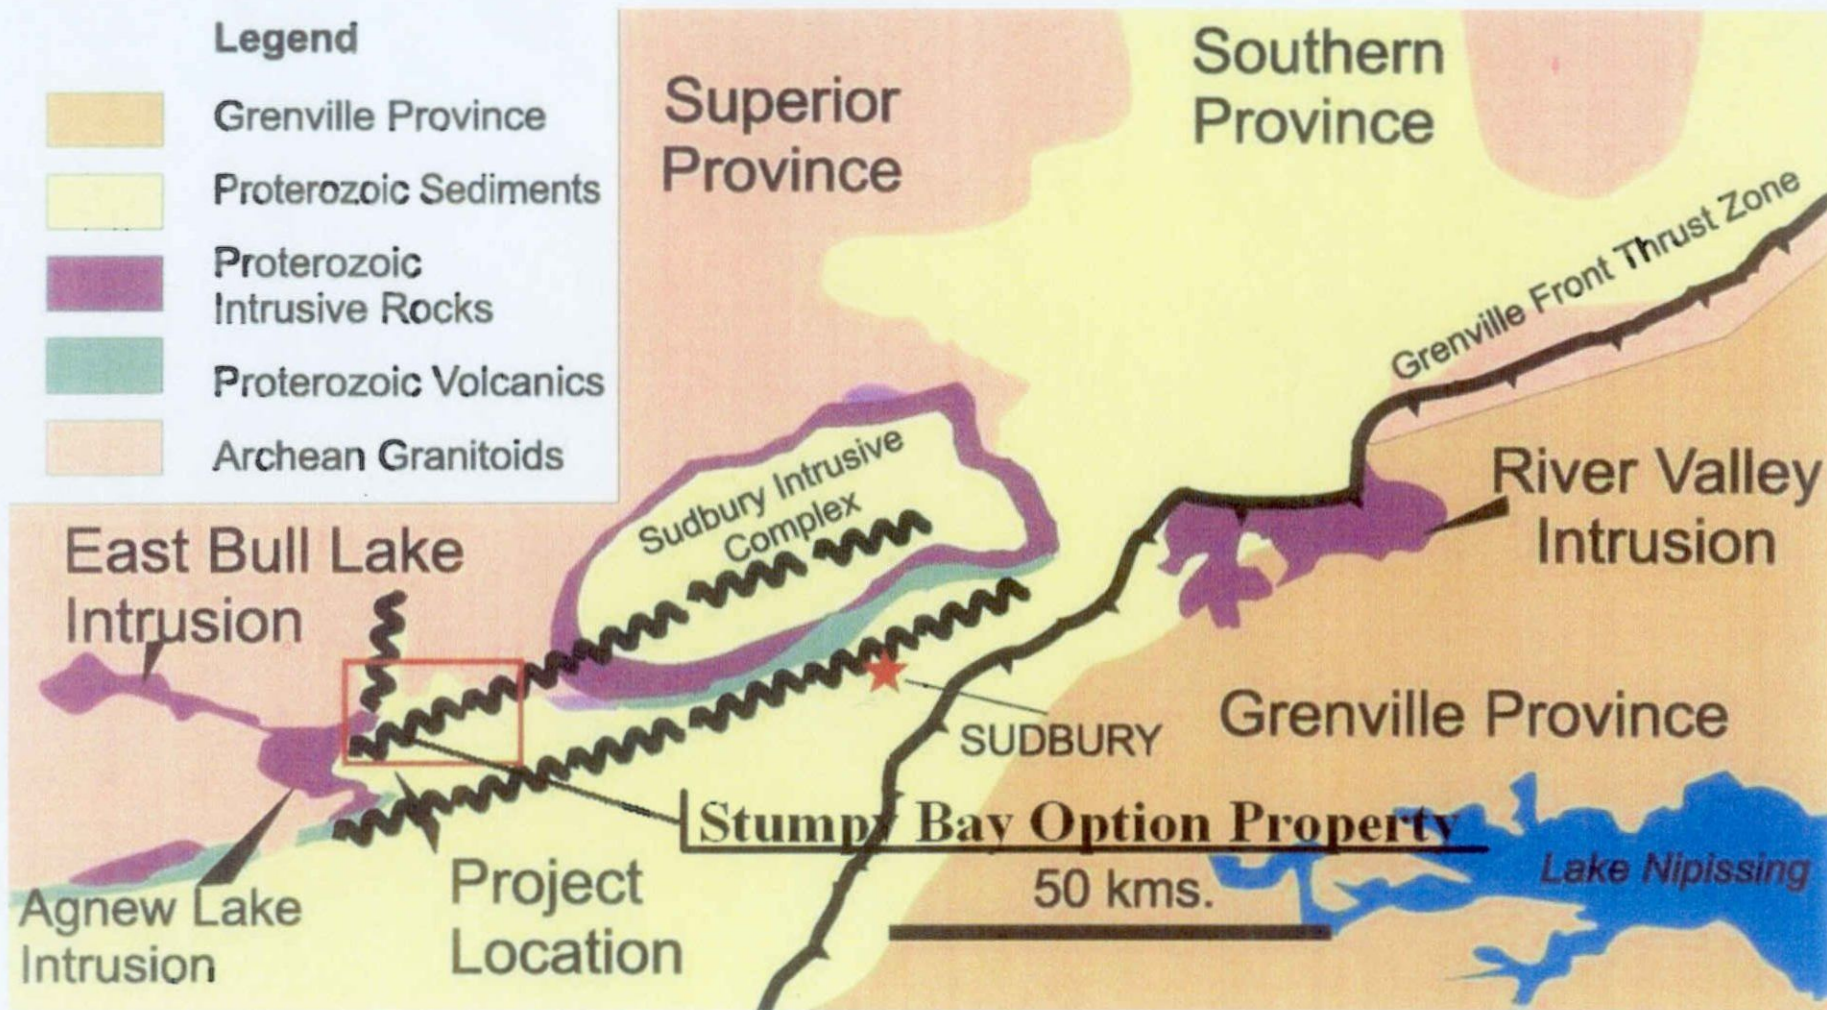 Legend
Grenville Province
Proterozoic Sediments
Proterozoic
Intrusive Rocks
Proterozoic Volcanics
Archean Granitoids
Superior
Province
Southern
Province
Grenville Front Thrust Zone
Sudbury Intrusive
Complex
River Valley
Intrusion
East Bull Lake
Intrusion
SUDBURY
Grenville Province
Stumpy Bay Option Property
50 kms.
Lake Nipissing
Project
Location
Agnew Lake
Intrusion